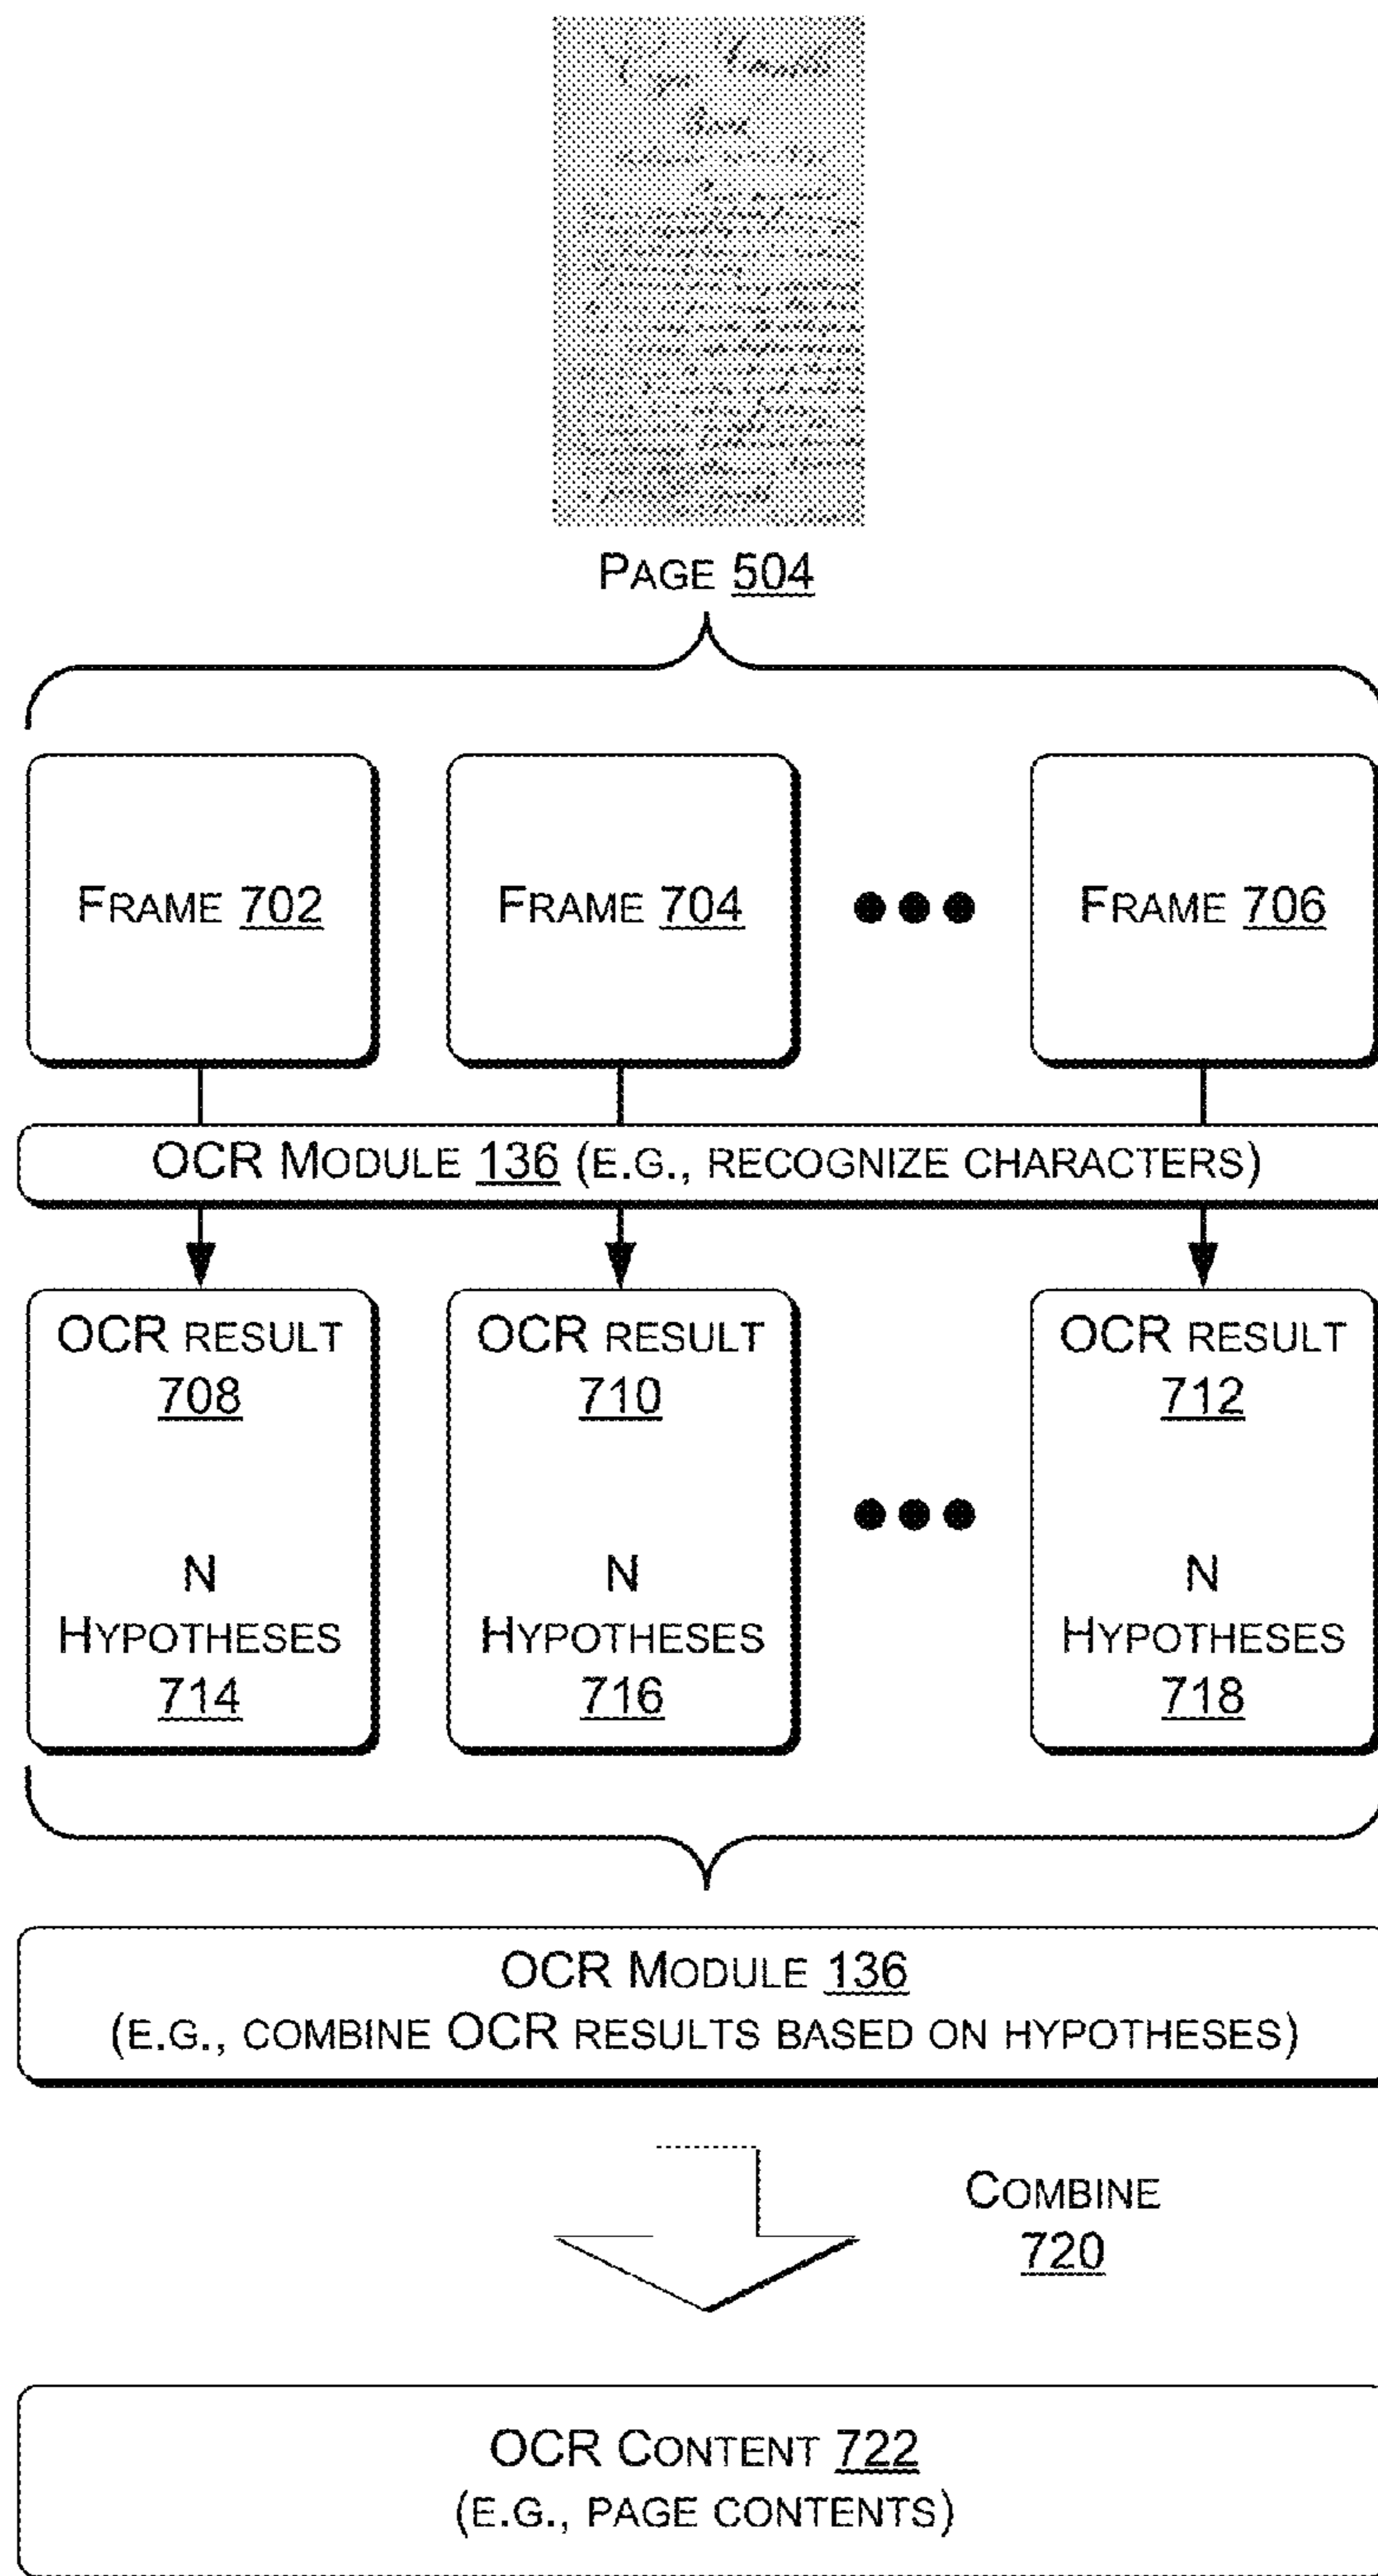 PAGE 504
FRAME 702
FRAME 704
FRAME 706
OCR MODULE 136 (E.G., RECOGNIZE CHARACTERS)
OCR RESULT
708
N
HYPOTHESES
714
OCR RESULT
710
N
HYPOTHESES
716
OCR RESULT
712
N
HYPOTHESES
718
OCR MODULE 136
(E.G., COMBINE OCR RESULTS BASED ON HYPOTHESES)
COMBINE
720
OCR CONTENT 722
(E.G., PAGE CONTENTS)